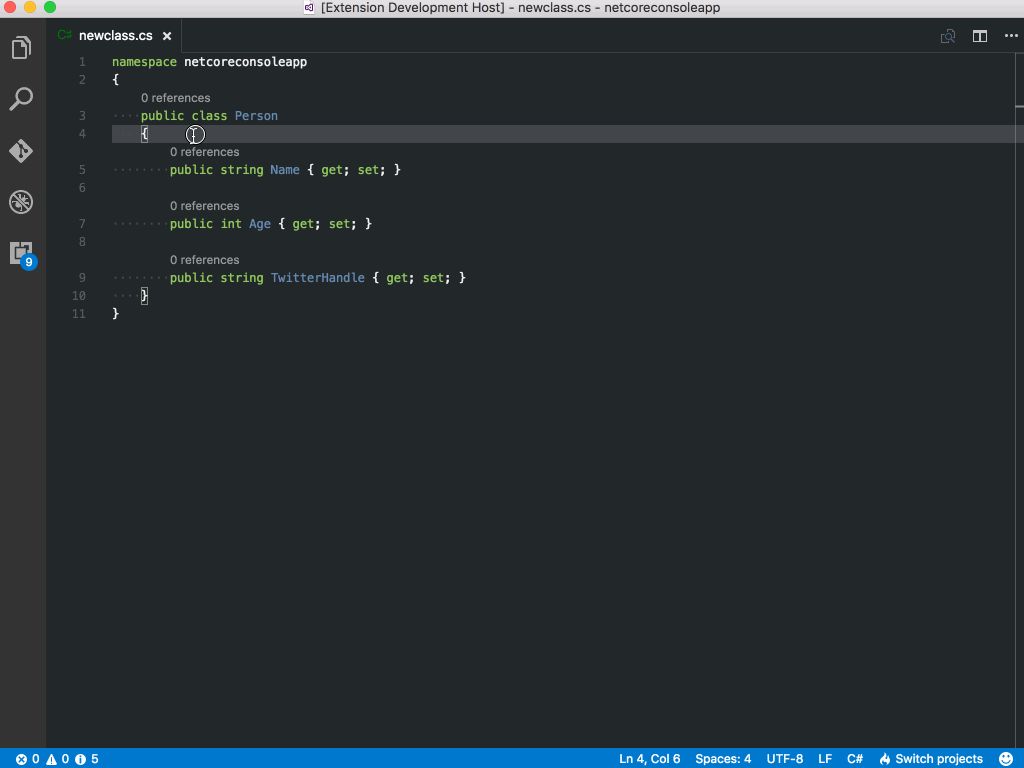 [Extension Development Host] - newclass.cs - netcoreconsoleapp
C# newclass.cs ×
1 namespace netcoreconsoleapp
2 {
0 references
3 ····public class Person
4 {
0 references
5 ········public string Name { get; set; }
6
0 references
7 ········public int Age { get; set; }
8
0 references
9 ········public string TwitterHandle { get; set; }
10 ····}
11 }
9
0 0 5 Ln 4, Col 6 Spaces: 4 UTF-8 LF C# Switch projects